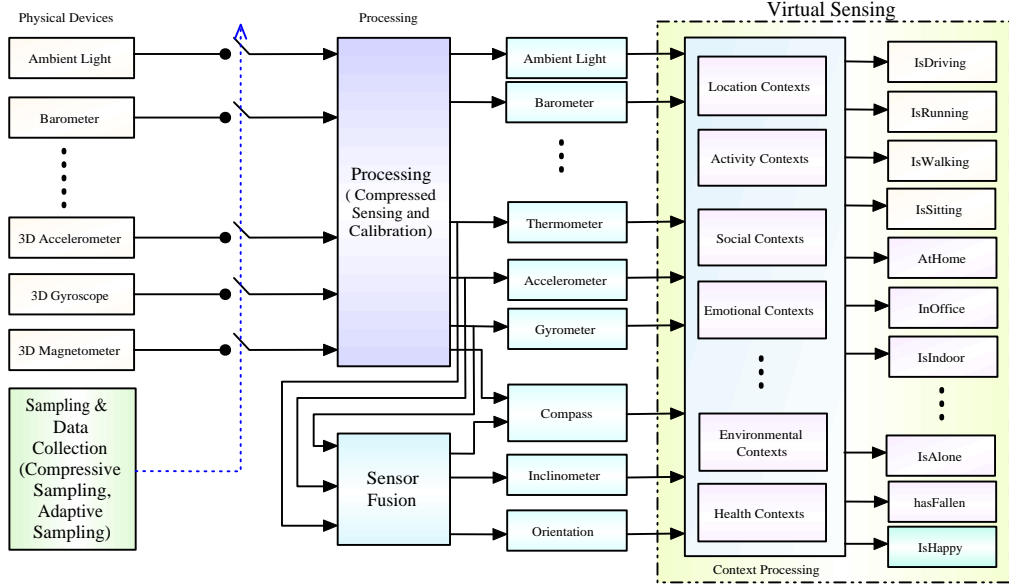 Physical Devices
Processing
Virtual Sensing
Ambient Light
Barometer
3D Accelerometer
3D Gyroscope
3D Magnetometer
Sampling &
Data
Collection
(Compressive
Sampling,
Adaptive
Sampling)
Processing
( Compressed
Sensing and
Calibration)
Sensor
Fusion
Ambient Light
Barometer
Thermometer
Accelerometer
Gyrometer
Compass
Inclinometer
Orientation
Location Contexts
Activity Contexts
Social Contexts
Emotional Contexts
Environmental
Contexts
Health Contexts
Context Processing
IsDriving
IsRunning
IsWalking
IsSitting
AtHome
InOffice
IsIndoor
IsAlone
hasFallen
IsHappy